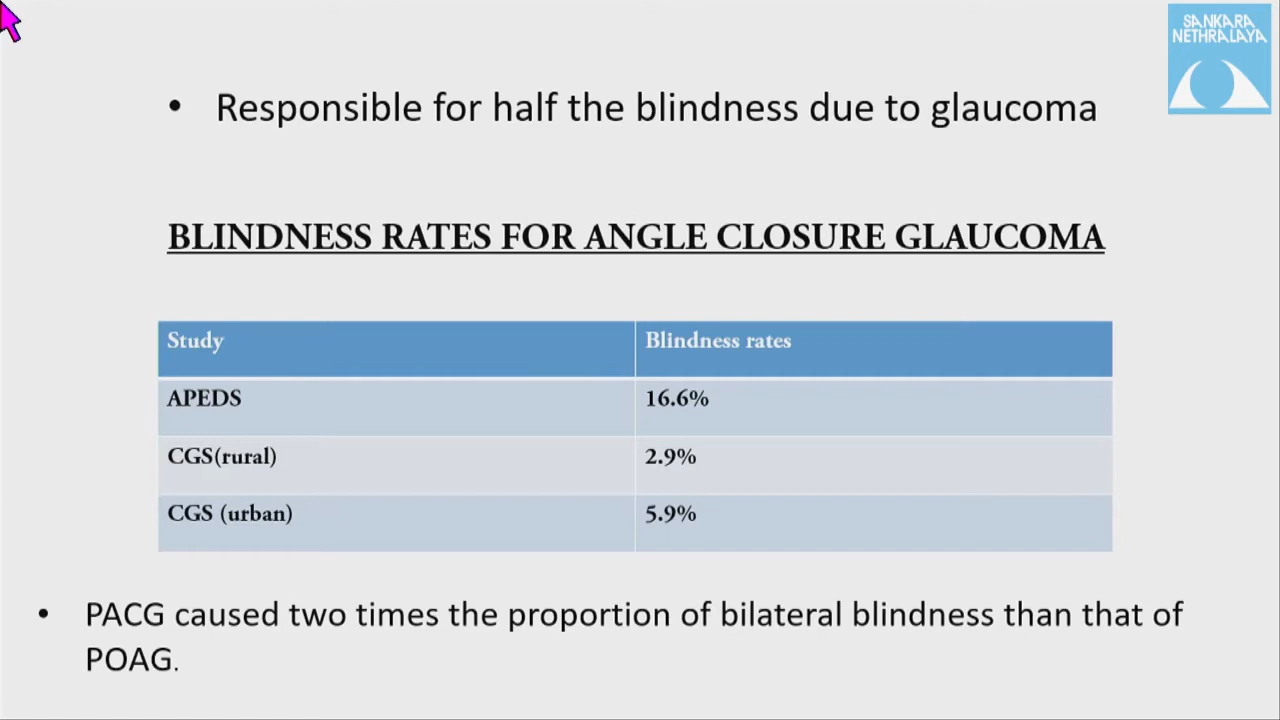 SANKARA
NETHRALAYA
• Responsible for half the blindness due to glaucoma
BLINDNESS RATES FOR ANGLE CLOSURE GLAUCOMA
Study Blindness rates
APEDS 16.6%
CGS(rural) 2.9%
CGS (urban) 5.9%
• PACG caused two times the proportion of bilateral blindness than that of
POAG.